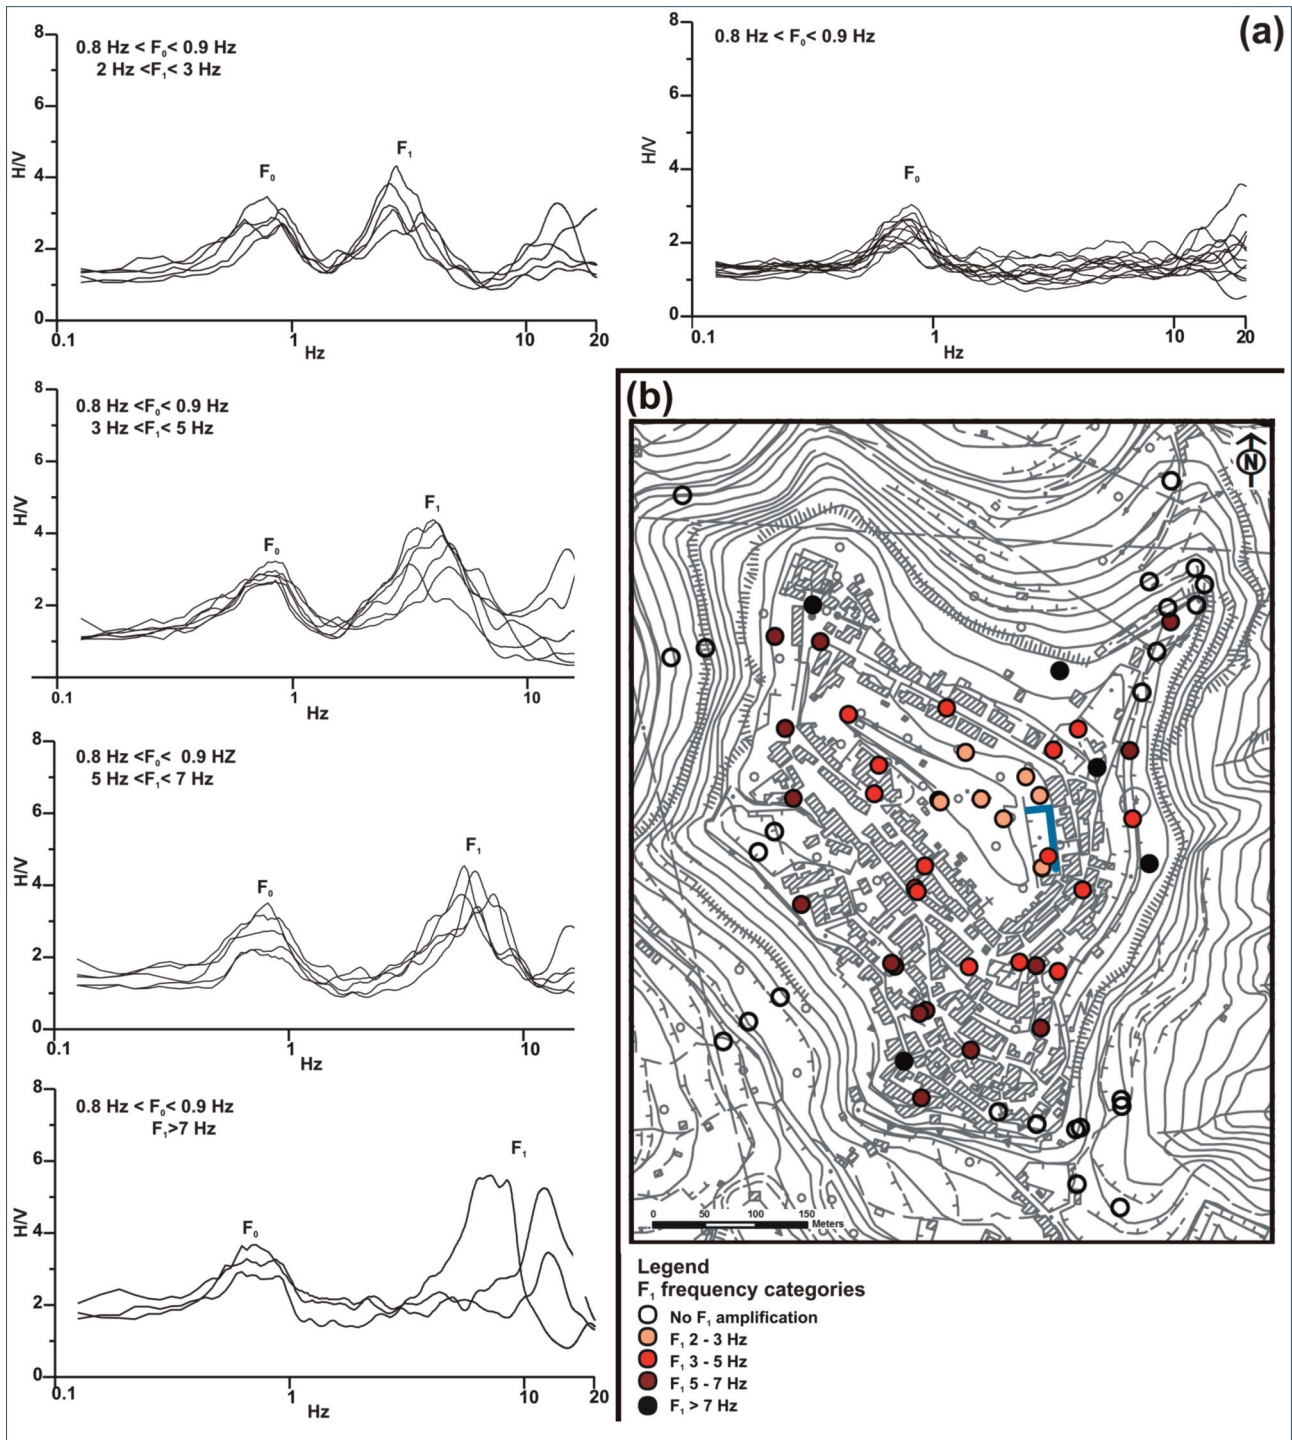 (a)
8
6
4
2
0
H/V
0.8 Hz < F₀< 0.9 Hz
2 Hz <F₁< 3 Hz
F₀
F₁
0.1
1
10
20
Hz
8
6
4
2
0
H/V
0.8 Hz < F₀< 0.9 Hz
F₀
0.1
1
10
20
Hz
8
6
4
2
0
H/V
0.8 Hz <F₀< 0.9 Hz
3 Hz <F₁< 5 Hz
F₀
F₁
0.1
1
10
Hz
8
6
4
2
0
H/V
0.8 Hz <F₀< 0.9 HZ
5 Hz <F₁< 7 Hz
F₀
F₁
0.1
1
10
Hz
8
6
4
2
0
H/V
0.8 Hz < F₀< 0.9 Hz
F₁>7 Hz
F₀
F₁
0.1
1
10
20
Hz
(b)
N
0 50 100 150
Meters
Legend
F₁ frequency categories
No F₁ amplification
F₁ 2 - 3 Hz
F₁ 3 - 5 Hz
F₁ 5 - 7 Hz
F₁ > 7 Hz